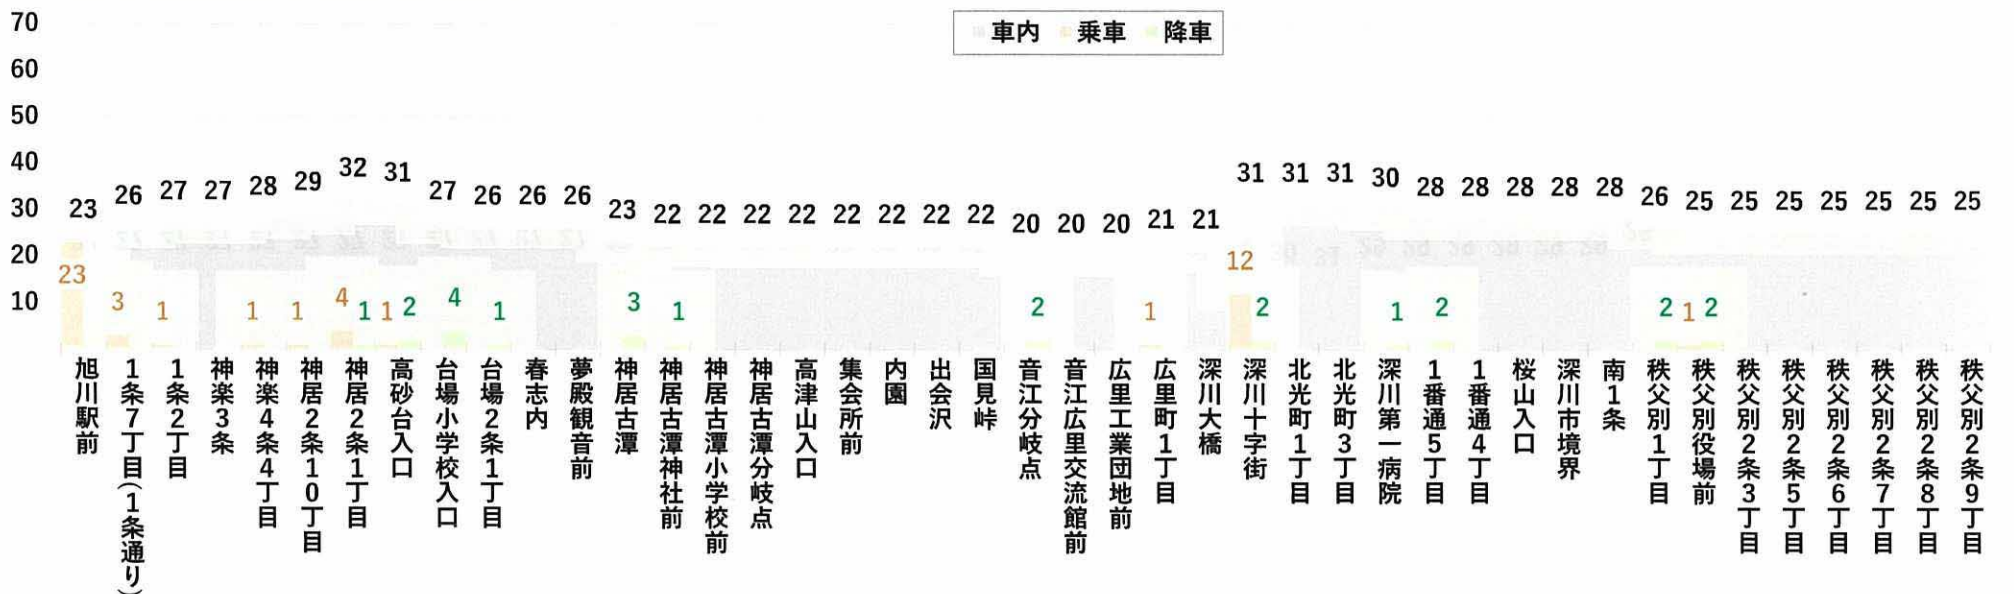 70
60
50
40
30
20
10
車内 乗車 降車
23 26 27 27 28 29 32 31 27 26 26 26 23 22 22 22 22 22 22 22 22 20 20 20 21 21 31 31 31 30 28 28 28 28 28 26 25 25 25 25 25 25 25
23 3 1 1 1 4 1 1 2 4 1 3 1 2 1 12 2 1 2 2 1 2
旭川駅前
1条7丁目(1条通り)
1条2丁目
神楽3条
神楽4条4丁目
神居2条10丁目
神居2条1丁目
高砂台入口
台場小学校入口
台場2条1丁目
春志内
夢殿観音前
神居古潭
神居古潭神社前
神居古潭小学校前
神居古潭分岐点
高津山入口
集会所前
内園
出会沢
国見峠
音江分岐点
音江広里交流館前
広里工業団地前
広里町1丁目
深川大橋
深川十字街
北光町1丁目
北光町3丁目
深川第一病院
1番通5丁目
1番通4丁目
桜山入口
深川市境界
南1条
秩父別1丁目
秩父別役場前
秩父別2条3丁目
秩父別2条5丁目
秩父別2条6丁目
秩父別2条7丁目
秩父別2条8丁目
秩父別2条9丁目